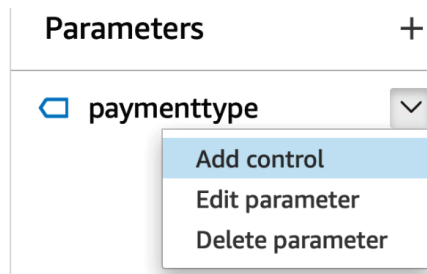 Parameters
paymenttype
Add control
Edit parameter
Delete parameter